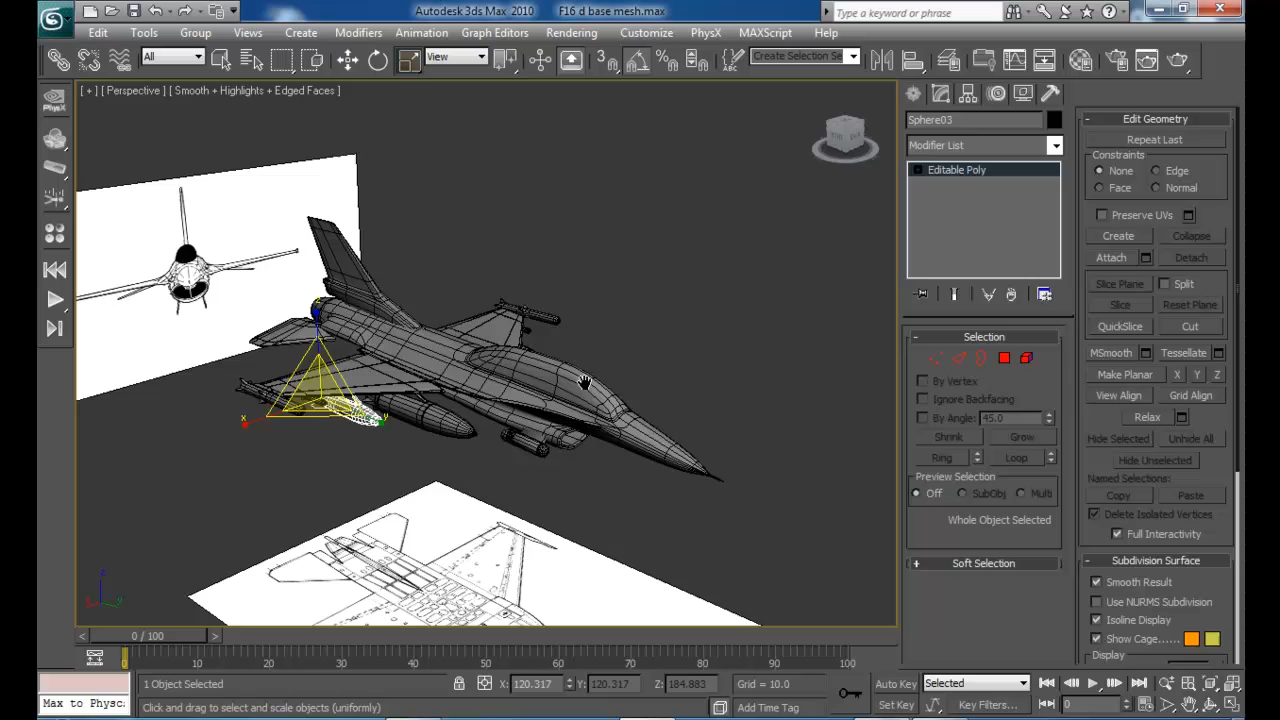 Autodesk 3ds Max 2010 F16 d base mesh.max
Type a keyword or phrase
Edit Tools Group Views Create Modifiers Animation Graph Editors Rendering Customize PhysX MAXScript Help
All
View
3
Create Selection Se
[ + ] [ Perspective ] [ Smooth + Highlights + Edged Faces ]
PhysX
Sphere03
Modifier List
Editable Poly
Selection
By Vertex
Ignore Backfacing
By Angle: 45.0
Shrink Grow
Ring Loop
Preview Selection
Off SubObj Multi
Whole Object Selected
Soft Selection
Edit Geometry
Repeat Last
Constraints
None Edge
Face Normal
Preserve UVs
Create Collapse
Attach Detach
Slice Plane Split
Slice Reset Plane
QuickSlice Cut
MSmooth Tessellate
Make Planar X Y Z
View Align Grid Align
Relax
Hide Selected Unhide All
Hide Unselected
Named Selections:
Copy Paste
Delete Isolated Vertices
Full Interactivity
Subdivision Surface
Smooth Result
Use NURMS Subdivision
Isoline Display
Show Cage......
Display
x y
z
x y
< 0 / 100 >
0 10 20 30 40 50 60 70 80 90 100
1 Object Selected X: 120.317 Y: 120.317 Z: 184.883 Grid = 10.0 Auto Key Selected
Max to Physc: Click and drag to select and scale objects (uniformly) Add Time Tag Set Key Key Filters... 0